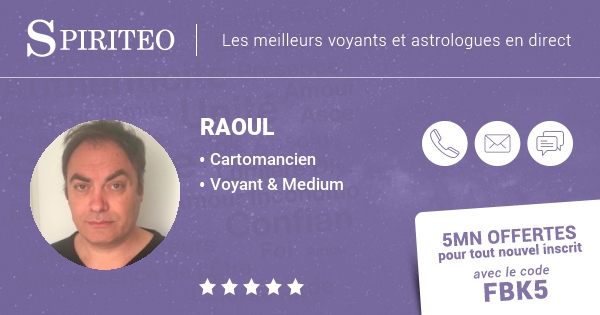 SPIRITEO
Les meilleurs voyants et astrologues en direct
RAOUL
• Cartomancien
• Voyant & Medium
5MN OFFERTES
pour tout nouvel inscrit
avec le code
FBK5